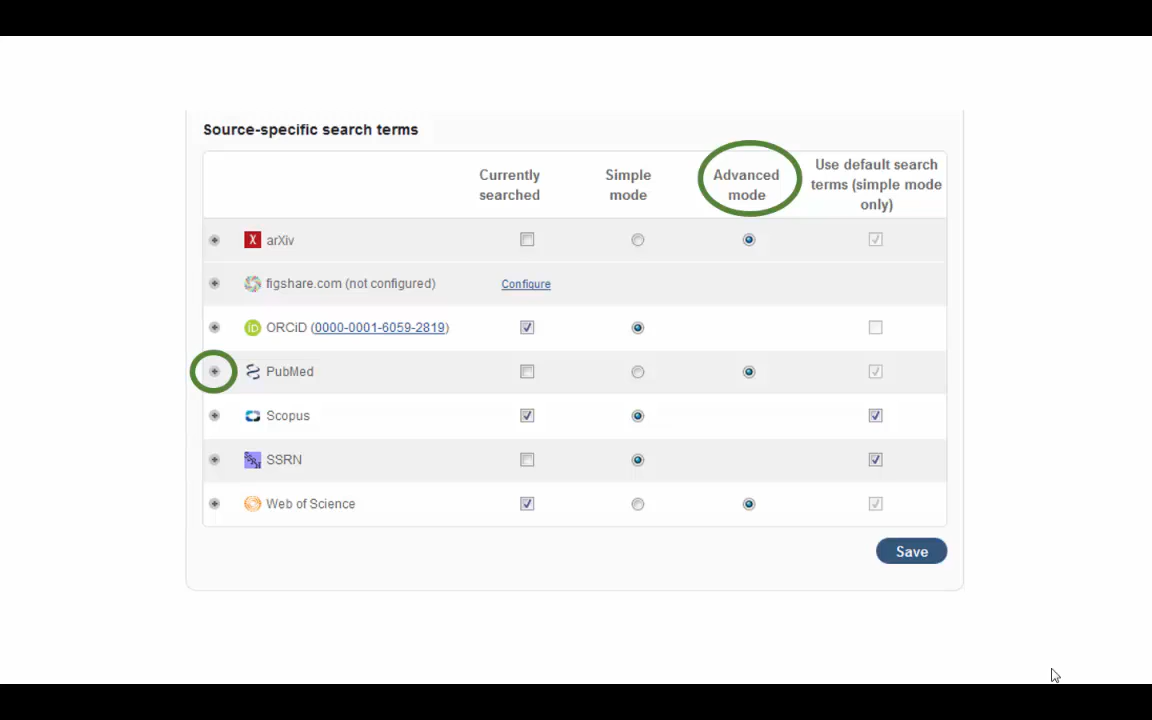 Source-specific search terms
Currently searched
Simple mode
Advanced mode
Use default search terms (simple mode only)
arXiv
figshare.com (not configured) Configure
ORCiD (0000-0001-6059-2819)
PubMed
Scopus
SSRN
Web of Science
Save